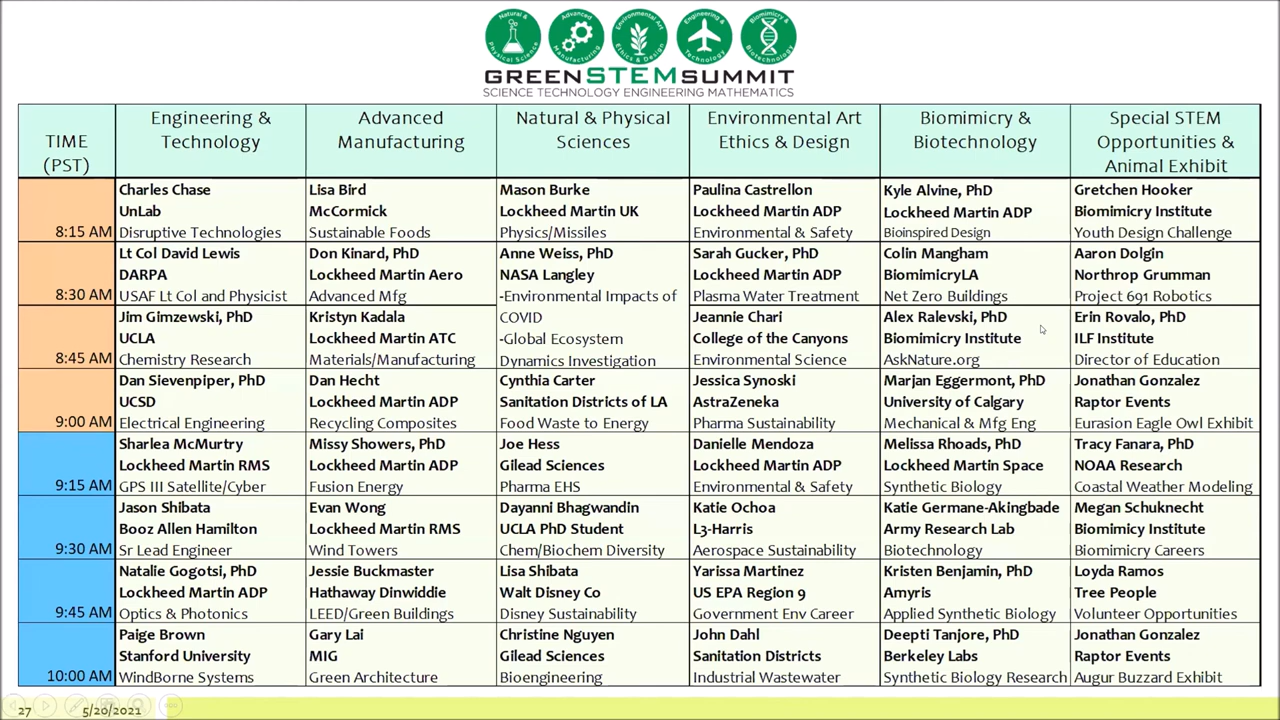 Natural & Physical Science
Advanced Manufacturing
Environmental Art Ethics & Design
Engineering & Technology
Biomimicry & Biotechnology
GREENSTEMSUMMIT
SCIENCE TECHNOLOGY ENGINEERING MATHEMATICS
TIME (PST)
Engineering & Technology
Advanced Manufacturing
Natural & Physical Sciences
Environmental Art Ethics & Design
Biomimicry & Biotechnology
Special STEM Opportunities & Animal Exhibit
8:15 AM
Charles Chase
UnLab
Disruptive Technologies
Lisa Bird
McCormick
Sustainable Foods
Mason Burke
Lockheed Martin UK
Physics/Missiles
Paulina Castrellon
Lockheed Martin ADP
Environmental & Safety
Kyle Alvine, PhD
Lockheed Martin ADP
Bioinspired Design
Gretchen Hooker
Biomimicry Institute
Youth Design Challenge
8:30 AM
Lt Col David Lewis
DARPA
USAF Lt Col and Physicist
Don Kinard, PhD
Lockheed Martin Aero
Advanced Mfg
Anne Weiss, PhD
NASA Langley
-Environmental Impacts of
COVID
-Global Ecosystem
Dynamics Investigation
Sarah Gucker, PhD
Lockheed Martin ADP
Plasma Water Treatment
Colin Mangham
BiomimicryLA
Net Zero Buildings
Aaron Dolgin
Northrop Grumman
Project 691 Robotics
8:45 AM
Jim Gimzewski, PhD
UCLA
Chemistry Research
Kristyn Kadala
Lockheed Martin ATC
Materials/Manufacturing
Jeannie Chari
College of the Canyons
Environmental Science
Alex Ralevski, PhD
Biomimicry Institute
AskNature.org
Erin Rovalo, PhD
ILF Institute
Director of Education
9:00 AM
Dan Sievenpiper, PhD
UCSD
Electrical Engineering
Dan Hecht
Lockheed Martin ADP
Recycling Composites
Cynthia Carter
Sanitation Districts of LA
Food Waste to Energy
Jessica Synoski
AstraZeneka
Pharma Sustainability
Marjan Eggermont, PhD
University of Calgary
Mechanical & Mfg Eng
Jonathan Gonzalez
Raptor Events
Eurasion Eagle Owl Exhibit
9:15 AM
Sharlea McMurtry
Lockheed Martin RMS
GPS III Satellite/Cyber
Missy Showers, PhD
Lockheed Martin ADP
Fusion Energy
Joe Hess
Gilead Sciences
Pharma EHS
Danielle Mendoza
Lockheed Martin ADP
Environmental & Safety
Melissa Rhoads, PhD
Lockheed Martin Space
Synthetic Biology
Tracy Fanara, PhD
NOAA Research
Coastal Weather Modeling
9:30 AM
Jason Shibata
Booz Allen Hamilton
Sr Lead Engineer
Evan Wong
Lockheed Martin RMS
Wind Towers
Dayanni Bhagwandin
UCLA PhD Student
Chem/Biochem Diversity
Katie Ochoa
L3-Harris
Aerospace Sustainability
Katie Germane-Akingbade
Army Research Lab
Biotechnology
Megan Schuknecht
Biomimicy Institute
Biomimicry Careers
9:45 AM
Natalie Gogotsi, PhD
Lockheed Martin ADP
Optics & Photonics
Jessie Buckmaster
Hathaway Dinwiddie
LEED/Green Buildings
Lisa Shibata
Walt Disney Co
Disney Sustainability
Yarissa Martinez
US EPA Region 9
Government Env Career
Kristen Benjamin, PhD
Amyris
Applied Synthetic Biology
Loyda Ramos
Tree People
Volunteer Opportunities
10:00 AM
Paige Brown
Stanford University
WindBorne Systems
Gary Lai
MIG
Green Architecture
Christine Nguyen
Gilead Sciences
Bioengineering
John Dahl
Sanitation Districts
Industrial Wastewater
Deepti Tanjore, PhD
Berkeley Labs
Synthetic Biology Research
Jonathan Gonzalez
Raptor Events
Augur Buzzard Exhibit
27
5/20/2021